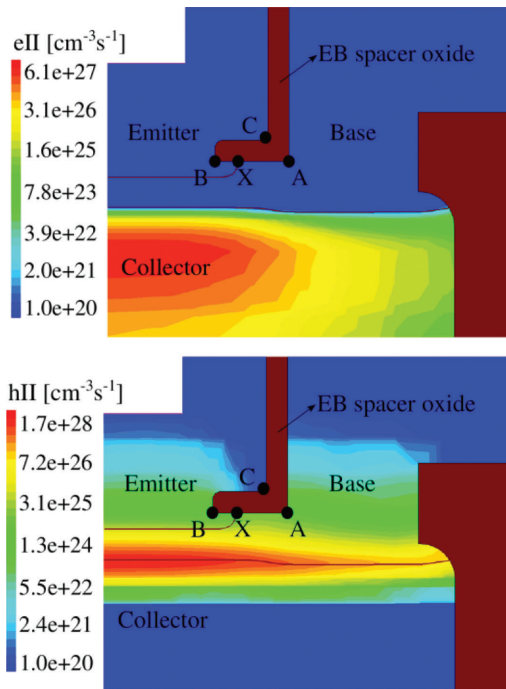 eII [cm⁻³s⁻¹]
6.1e+27
3.1e+26
1.6e+25
7.9e+23
3.9e+22
2.0e+21
1.0e+20
EB spacer oxide
C
Emitter
Base
B
X
A
Collector
hII [cm⁻³s⁻¹]
1.7e+28
7.2e+26
3.1e+25
1.3e+24
5.5e+22
2.4e+21
1.0e+20
EB spacer oxide
C
Emitter
Base
B
X
A
Collector